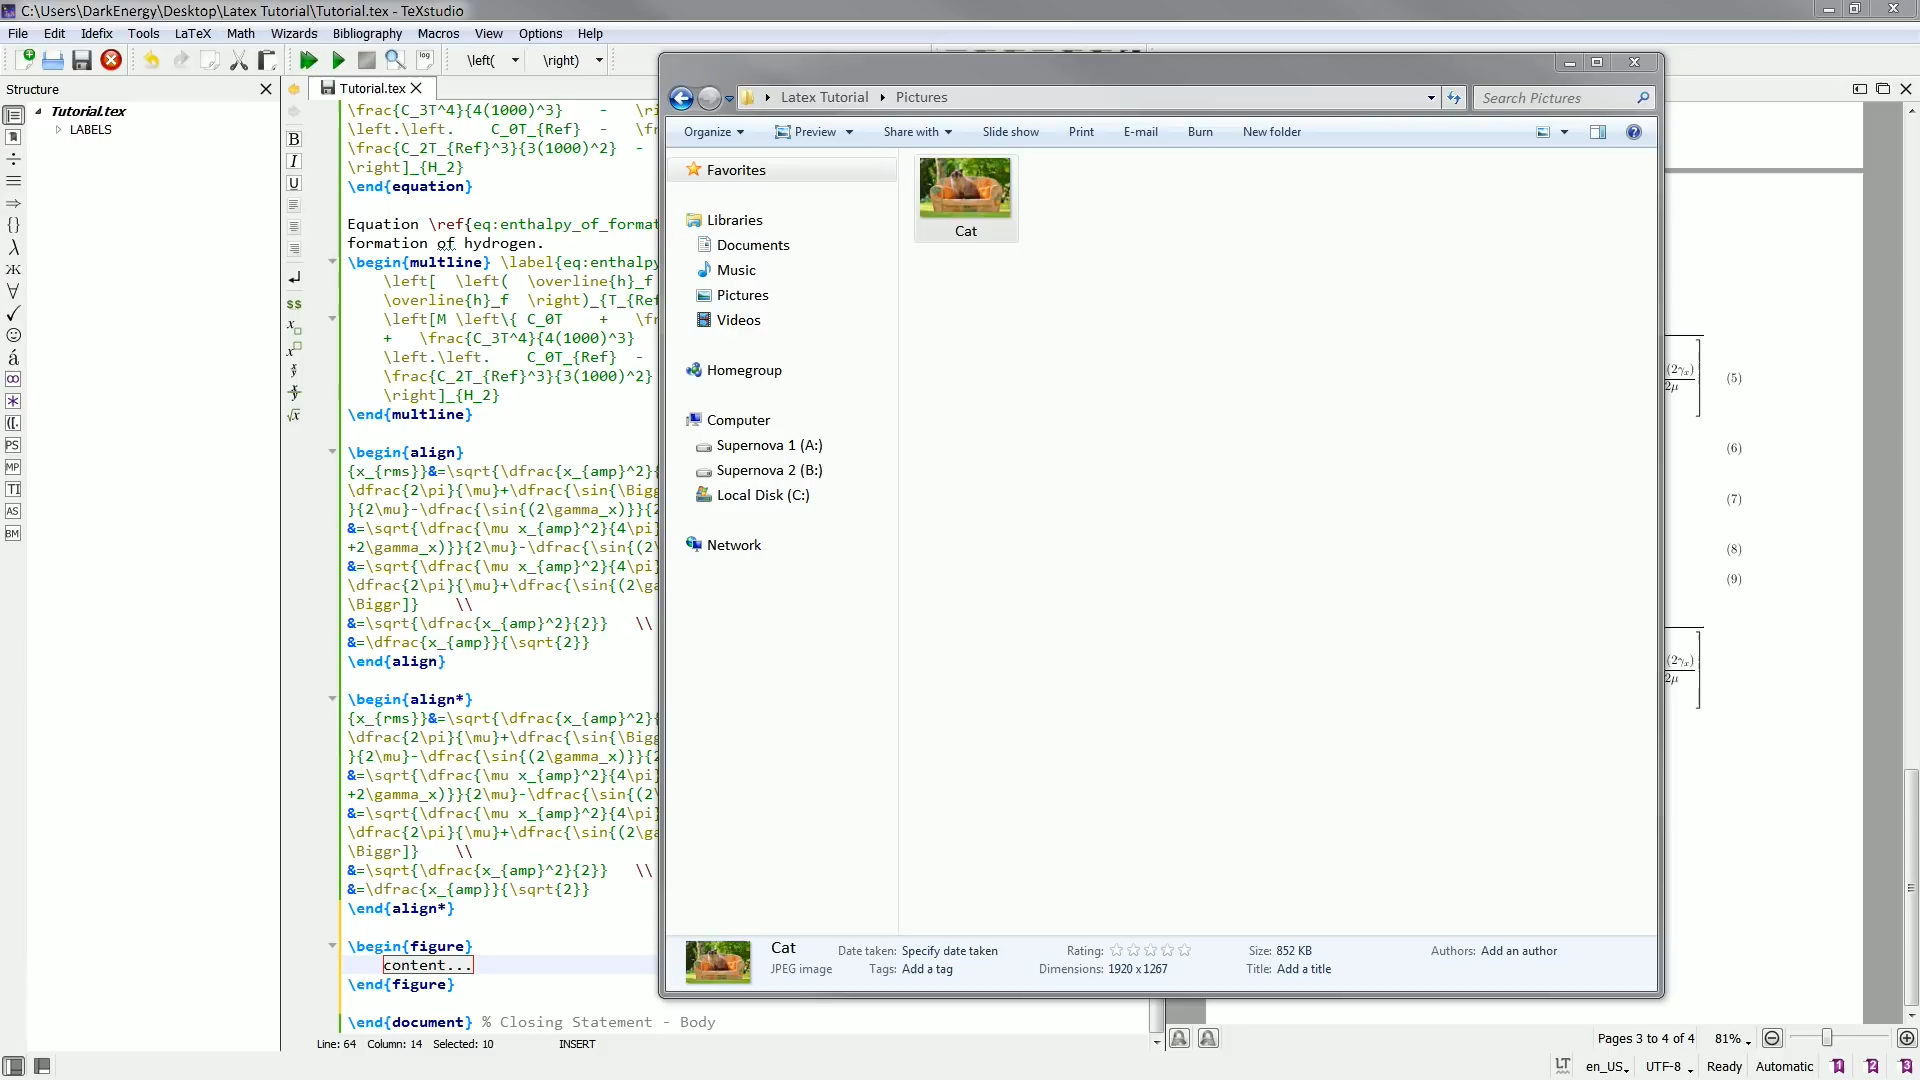 C:\Users\DarkEnergy\Desktop\Latex Tutorial\Tutorial.tex - TeXstudio
File Edit Idefix Tools LaTeX Math Wizards Bibliography Macros View Options Help
log \left( \right)
Structure
Tutorial.tex
Tutorial.tex
LABELS
\frac{C_3T^4}{4(1000)^3} - \ri
\left.\left. C_0T_{Ref} - \f
\frac{C_2T_{Ref}^3}{3(1000)^2} -
\right]_{H_2}
\end{equation}
Equation \ref{eq:enthalpy_of_format
formation of hydrogen.
\begin{multline} \label{eq:enthalpy
\left[ \left( \overline{h}_f
\overline{h}_f \right)_{T_{Ref
\left[M \left\{ C_0T + \f
+ \frac{C_3T^4}{4(1000)^3}
\left.\left. C_0T_{Ref} -
\frac{C_2T_{Ref}^3}{3(1000)^2}
\right]_{H_2}
\end{multline}
\begin{align}
{x_{rms}}&=\sqrt{\dfrac{x_{amp}^2}{
\dfrac{2\pi}{\mu}+\dfrac{\sin{\Bigg
}{2\mu}-\dfrac{\sin{(2\gamma_x)}}{2
&=\sqrt{\dfrac{\mu x_{amp}^2}{4\pi}
+2\gamma_x)}}{2\mu}-\dfrac{\sin{(2\
&=\sqrt{\dfrac{\mu x_{amp}^2}{4\pi}
\dfrac{2\pi}{\mu}+\dfrac{\sin{(2\ga
\Biggr]} \\
&=\sqrt{\dfrac{x_{amp}^2}{2}} \\
&=\dfrac{x_{amp}}{\sqrt{2}}
\end{align}
\begin{align*}
{x_{rms}}&=\sqrt{\dfrac{x_{amp}^2}{
\dfrac{2\pi}{\mu}+\dfrac{\sin{\Bigg
}{2\mu}-\dfrac{\sin{(2\gamma_x)}}{2
&=\sqrt{\dfrac{\mu x_{amp}^2}{4\pi}
+2\gamma_x)}}{2\mu}-\dfrac{\sin{(2\
&=\sqrt{\dfrac{\mu x_{amp}^2}{4\pi}
\dfrac{2\pi}{\mu}+\dfrac{\sin{(2\ga
\Biggr]} \\
&=\sqrt{\dfrac{x_{amp}^2}{2}} \\
&=\dfrac{x_{amp}}{\sqrt{2}}
\end{align*}
\begin{figure}
content...
\end{figure}
\end{document} % Closing Statement - Body
Line: 64 Column: 14 Selected: 10 INSERT
B
I
U
$$
PS
MP
TI
AS
BM
Latex Tutorial Pictures
Search Pictures
Organize Preview Share with Slide show Print E-mail Burn New folder
Favorites
Libraries
Documents
Music
Pictures
Videos
Homegroup
Computer
Supernova 1 (A:)
Supernova 2 (B:)
Local Disk (C:)
Network
Cat
Cat Date taken: Specify date taken Rating: Size: 852 KB Authors: Add an author
JPEG image Tags: Add a tag Dimensions: 1920 x 1267 Title: Add a title
(2γx)
2μ
(5)
(6)
(7)
(8)
(9)
(2γx)
2μ
Pages 3 to 4 of 4 81%
LT en_US UTF-8 Ready Automatic 1 2 3